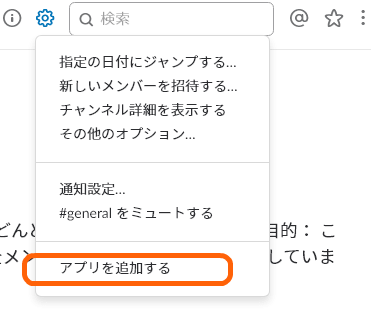 検索
指定の日付にジャンプする...
新しいメンバーを招待する...
チャンネル詳細を表示する
その他のオプション...
通知設定...
#general をミュートする
どんと
目的： こ
メン
していま
アプリを追加する